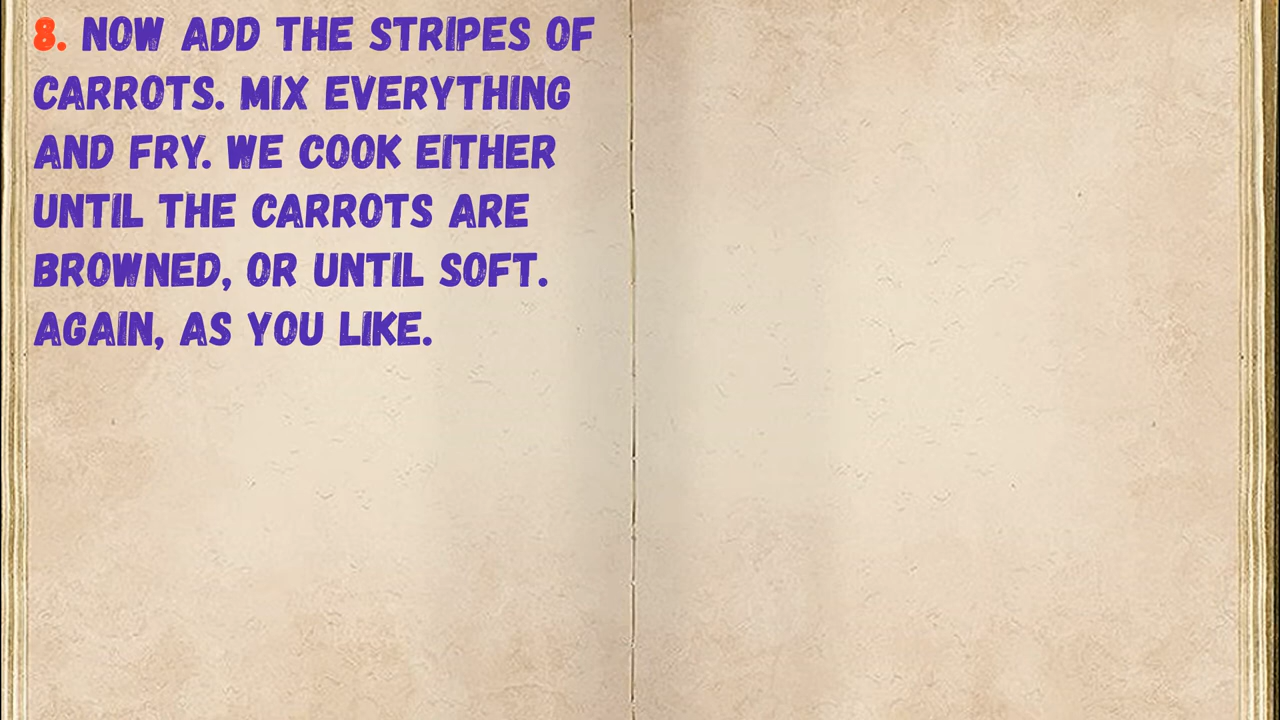 8. NOW ADD THE STRIPES OF
CARROTS. MIX EVERYTHING
AND FRY. WE COOK EITHER
UNTIL THE CARROTS ARE
BROWNED, OR UNTIL SOFT.
AGAIN, AS YOU LIKE.